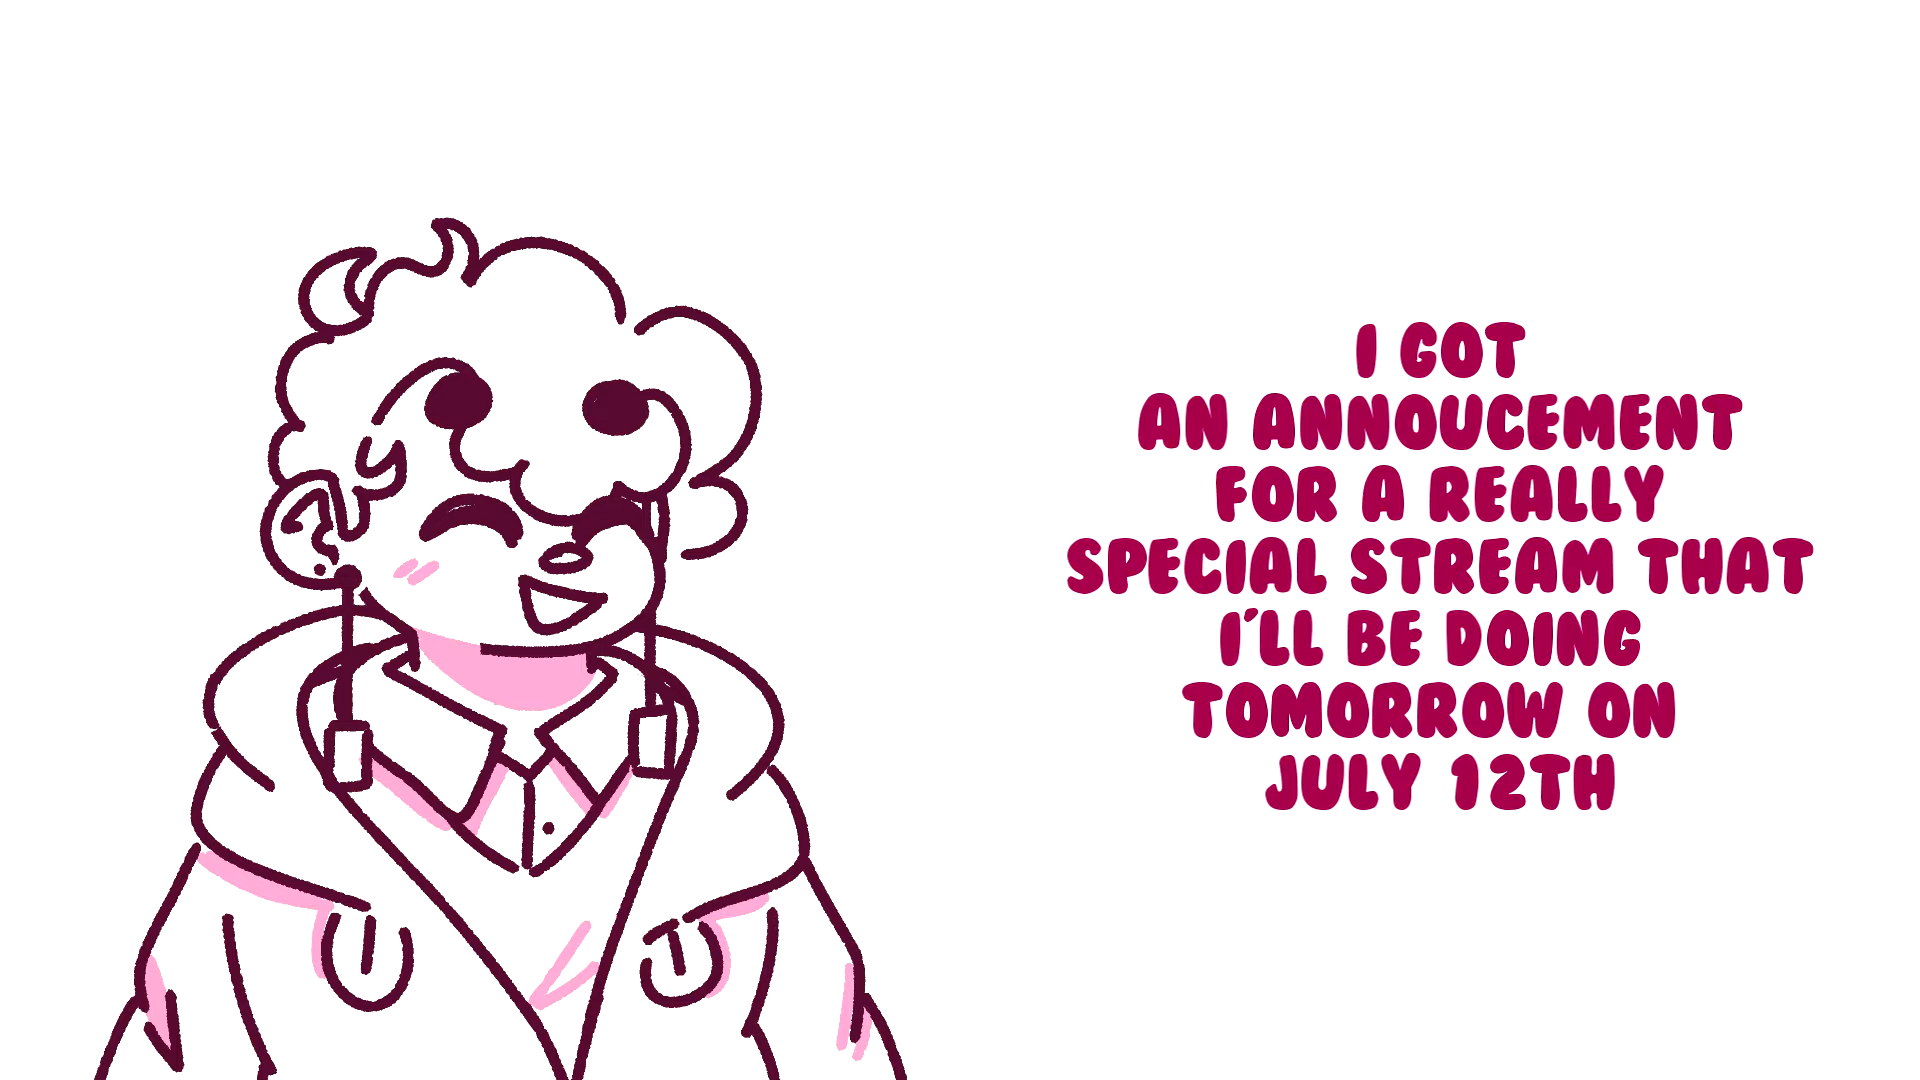 I GOT
AN ANNOUCEMENT
FOR A REALLY
SPECIAL STREAM THAT
I'LL BE DOING
TOMORROW ON
JULY 12TH